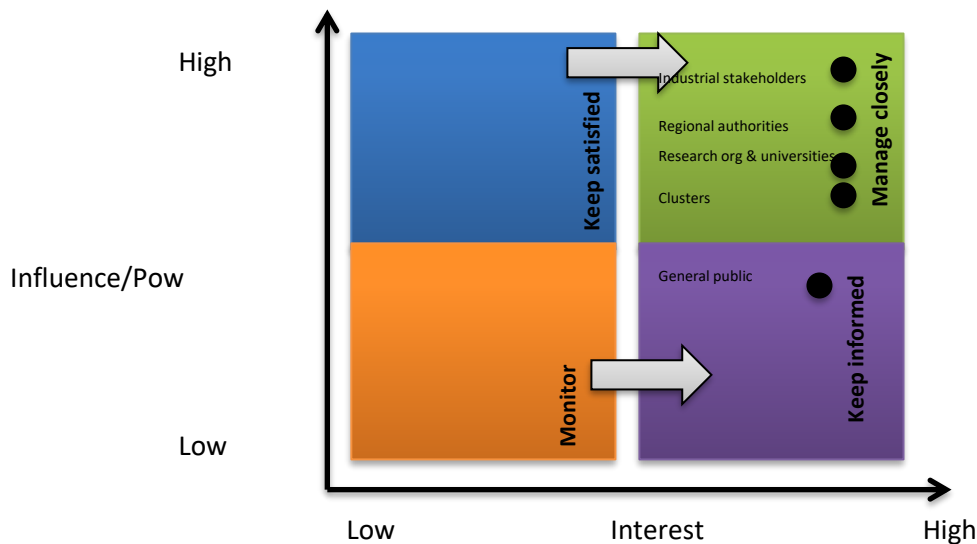 High
Keep satisfied
Industrial stakeholders
Regional authorities
Research org & universities
Clusters
Manage closely
Influence/Pow
Monitor
General public
Keep informed
Low
Low
Interest
High